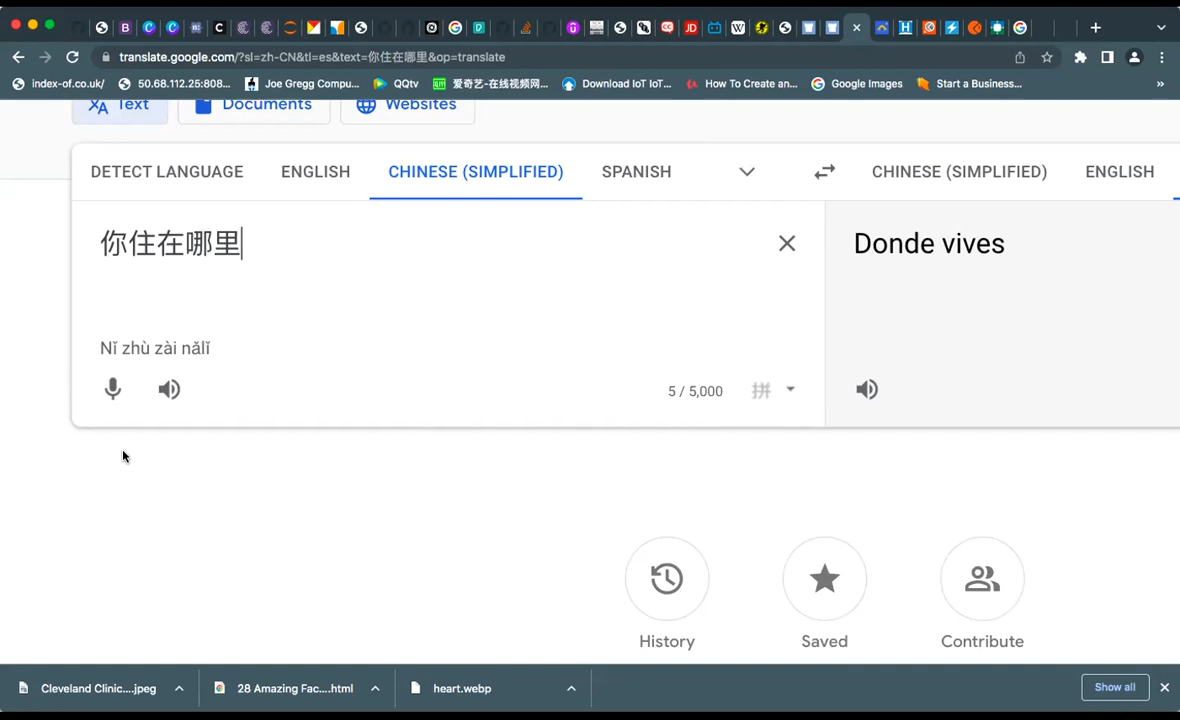 translate.google.com/?sl=zh-CN&tl=es&text=你住在哪里&op=translate
index-of.co.uk/
50.68.112.25:808...
Joe Gregg Compu...
QQtv
爱奇艺-在线视频网...
Download IoT IoT...
How To Create an...
Google Images
Start a Business...
»
Text
Documents
Websites
DETECT LANGUAGE
ENGLISH
CHINESE (SIMPLIFIED)
SPANISH
CHINESE (SIMPLIFIED)
ENGLISH
你住在哪里
Donde vives
Nǐ zhù zài nǎlǐ
5 / 5,000
拼
History
Saved
Contribute
Cleveland Clinic....jpeg
28 Amazing Fac....html
heart.webp
Show all